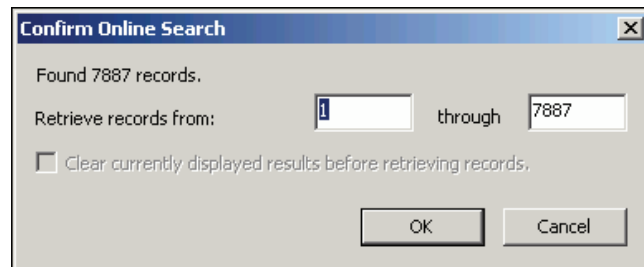 Confirm Online Search
Found 7887 records.
Retrieve records from: 1 through 7887
Clear currently displayed results before retrieving records.
OK Cancel